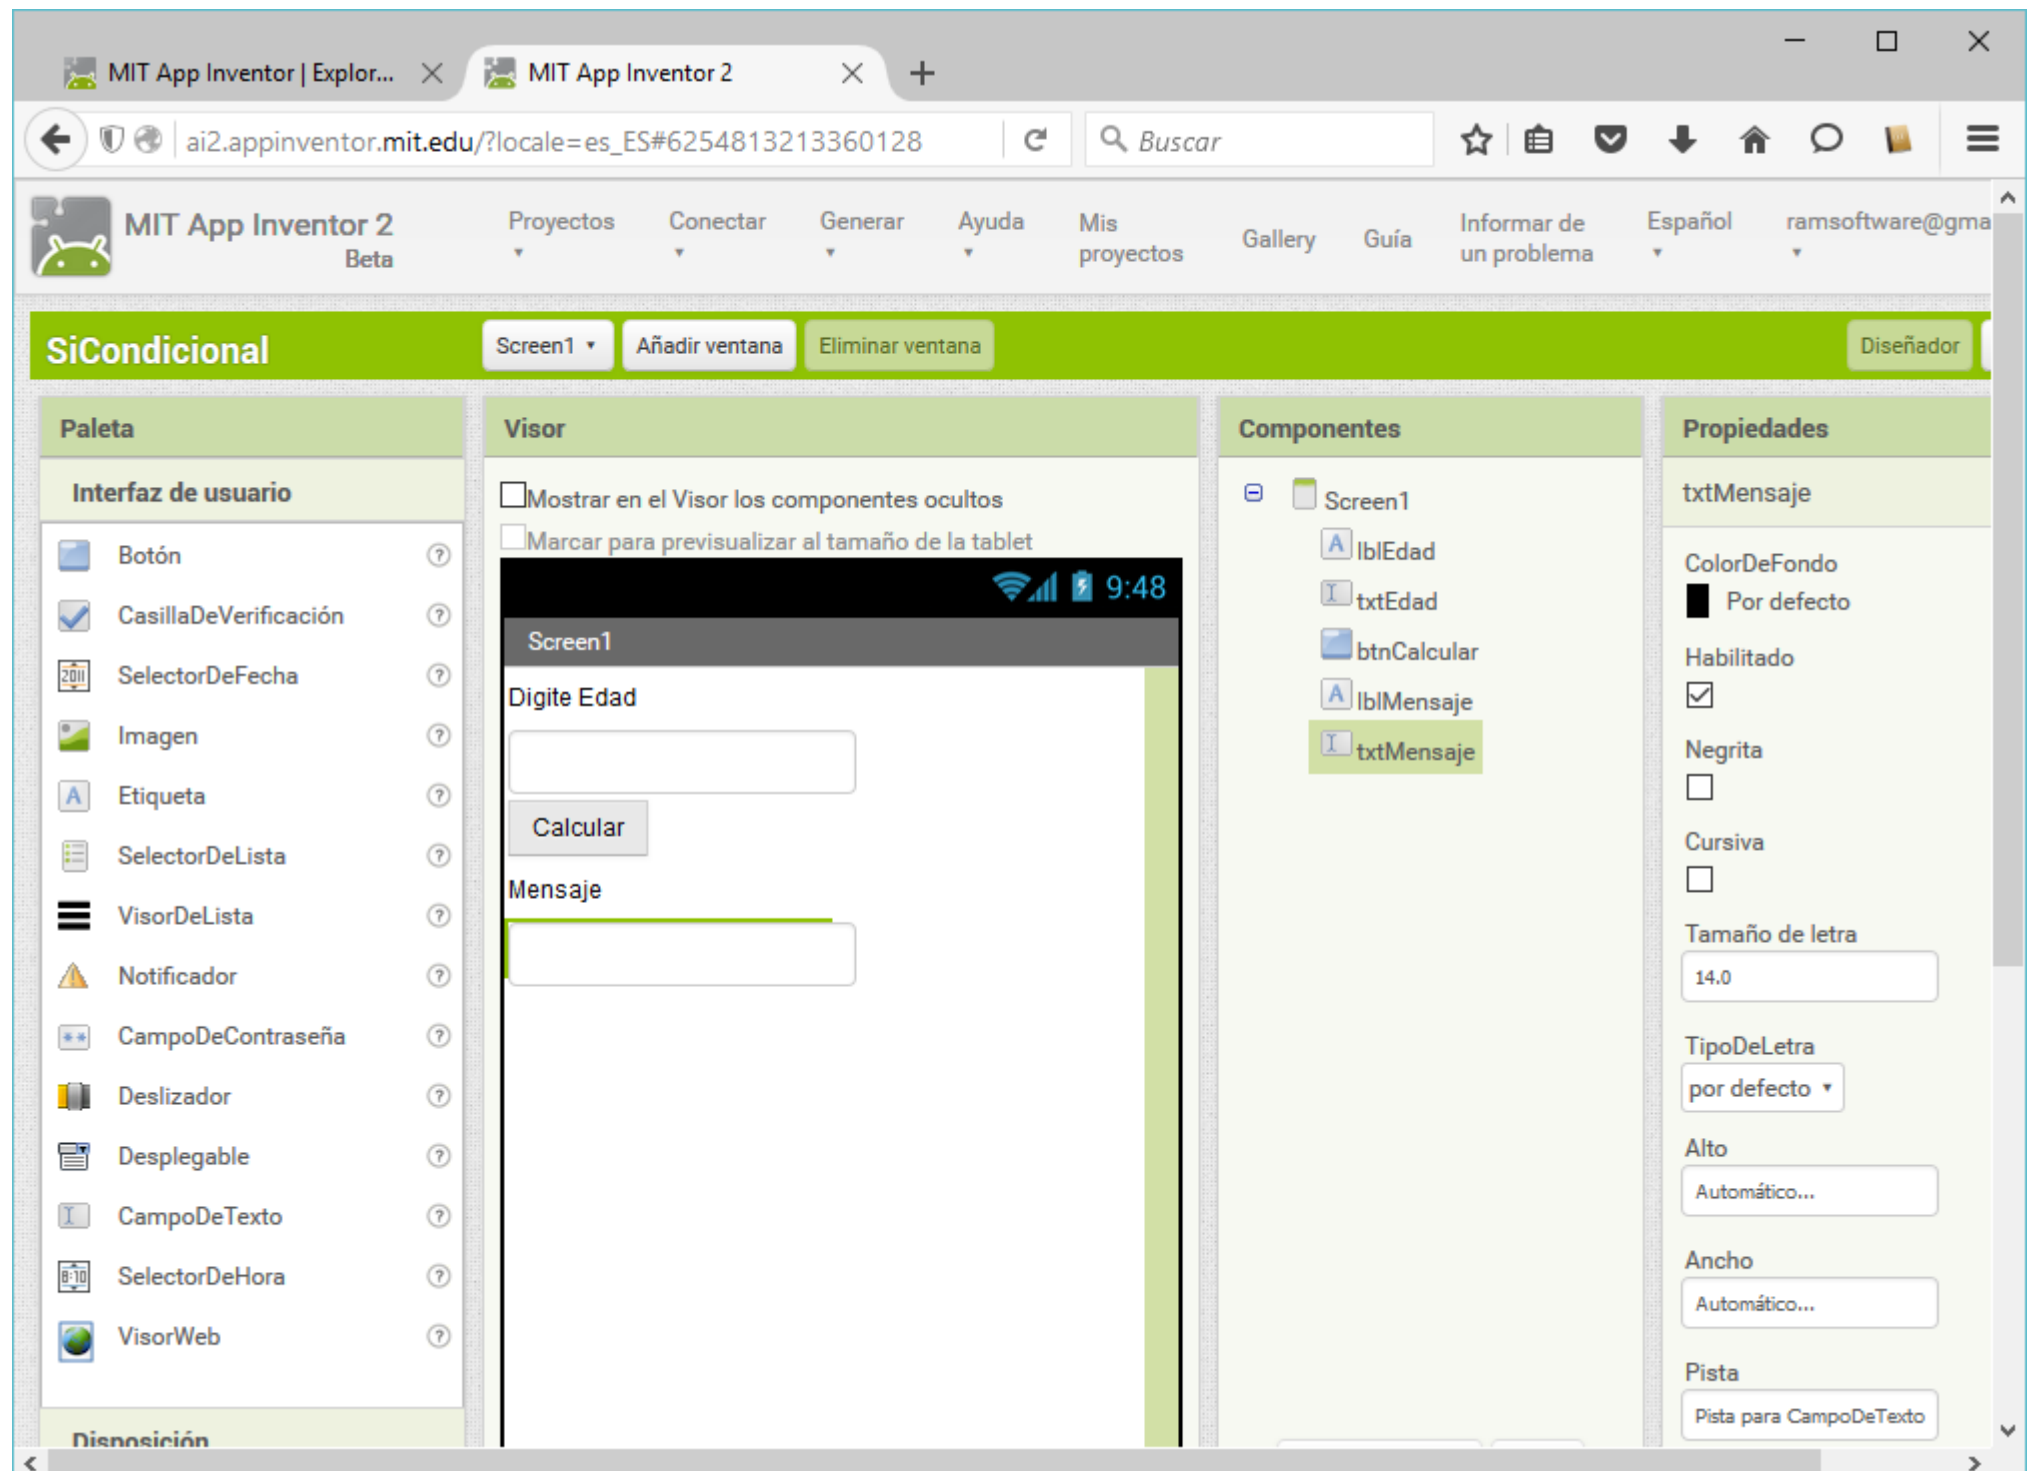 MIT App Inventor | Explor...
MIT App Inventor 2
ai2.appinventor.mit.edu/?locale=es_ES#6254813213360128
Buscar
MIT App Inventor 2
Beta
Proyectos
Conectar
Generar
Ayuda
Mis
proyectos
Gallery
Guía
Informar de
un problema
Español
ramsoftware@gma
SiCondicional
Screen1
Añadir ventana
Eliminar ventana
Diseñador
Paleta
Interfaz de usuario
Botón
CasillaDeVerificación
SelectorDeFecha
Imagen
Etiqueta
SelectorDeLista
VisorDeLista
Notificador
CampoDeContraseña
Deslizador
Desplegable
CampoDeTexto
SelectorDeHora
VisorWeb
Disposición
Visor
Mostrar en el Visor los componentes ocultos
Marcar para previsualizar al tamaño de la tablet
9:48
Screen1
Digite Edad
Calcular
Mensaje
Componentes
Screen1
lblEdad
txtEdad
btnCalcular
lblMensaje
txtMensaje
Propiedades
txtMensaje
ColorDeFondo
Por defecto
Habilitado
Negrita
Cursiva
Tamaño de letra
14.0
TipoDeLetra
por defecto
Alto
Automático...
Ancho
Automático...
Pista
Pista para CampoDeTexto